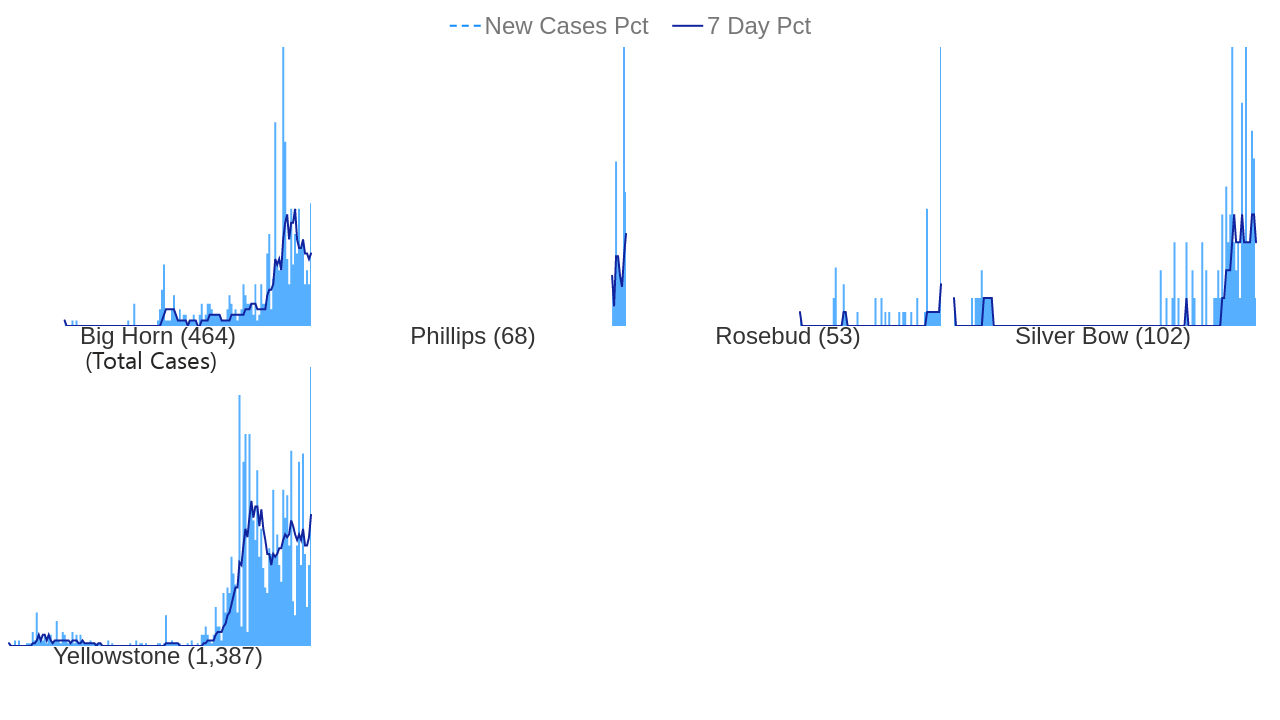 New Cases Pct 7 Day Pct
Big Horn (464) Phillips (68) Rosebud (53) Silver Bow (102)
(Total Cases)
Yellowstone (1,387)